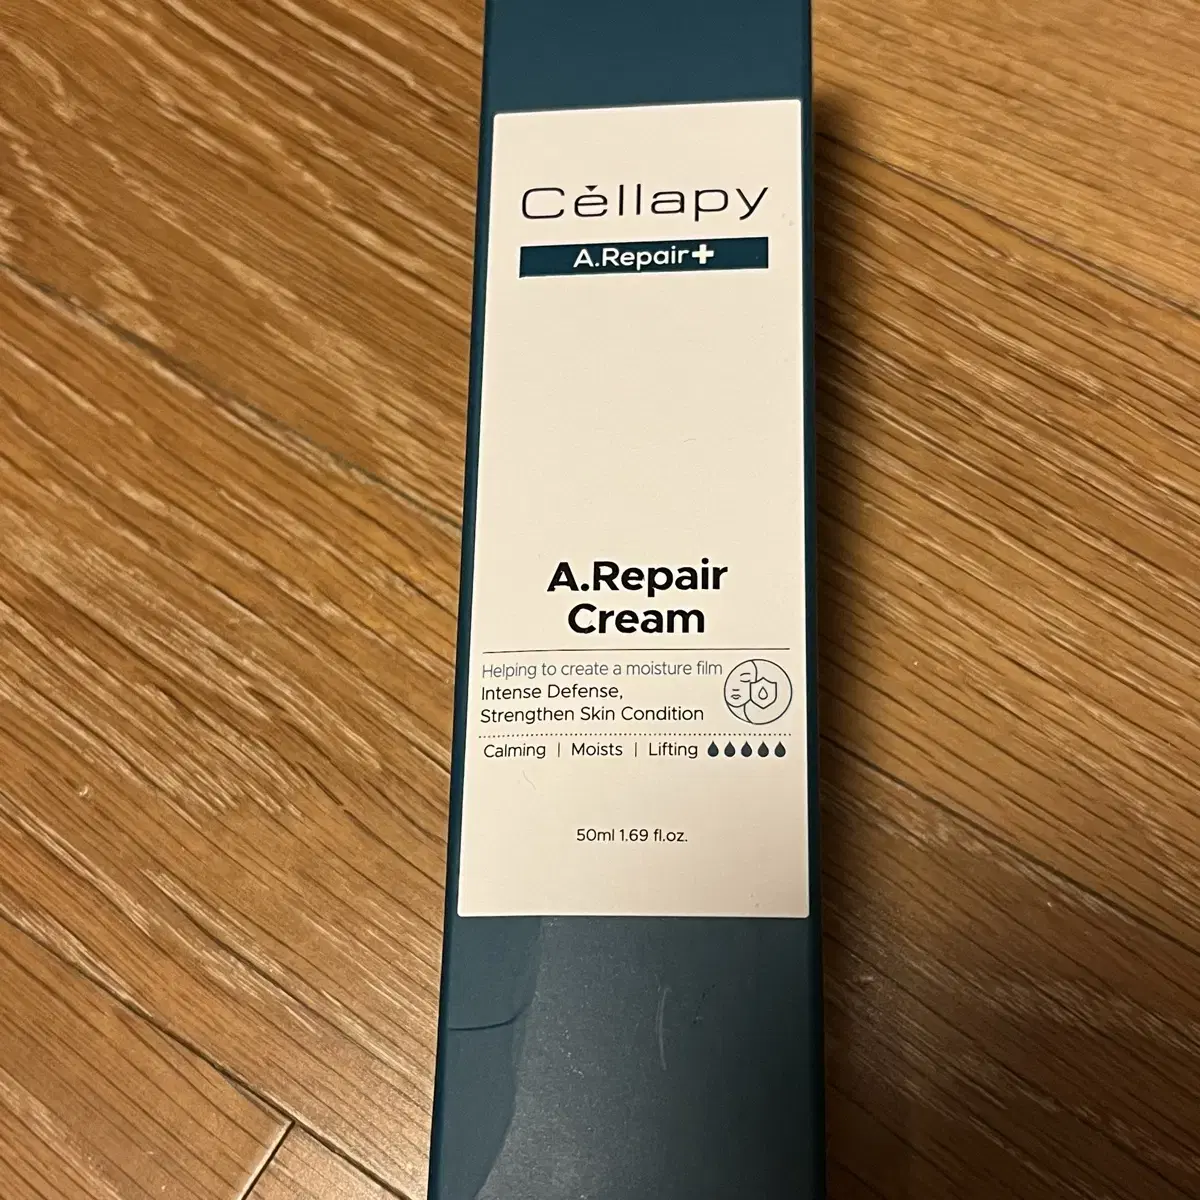 Cėllapy
A.Repair+
A.Repair
Cream
Helping to create a moisture film
Intense Defense,
Strengthen Skin Condition
Calming | Moists | Lifting
50ml 1.69 fl.oz.